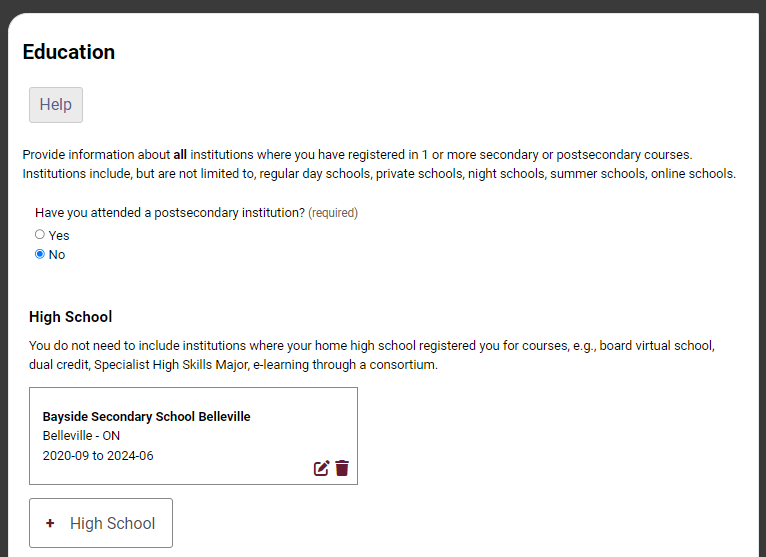 Education
Help
Provide information about all institutions where you have registered in 1 or more secondary or postsecondary courses.
Institutions include, but are not limited to, regular day schools, private schools, night schools, summer schools, online schools.
Have you attended a postsecondary institution? (required)
Yes
No
High School
You do not need to include institutions where your home high school registered you for courses, e.g., board virtual school,
dual credit, Specialist High Skills Major, e-learning through a consortium.
Bayside Secondary School Belleville
Belleville - ON
2020-09 to 2024-06
+ High School